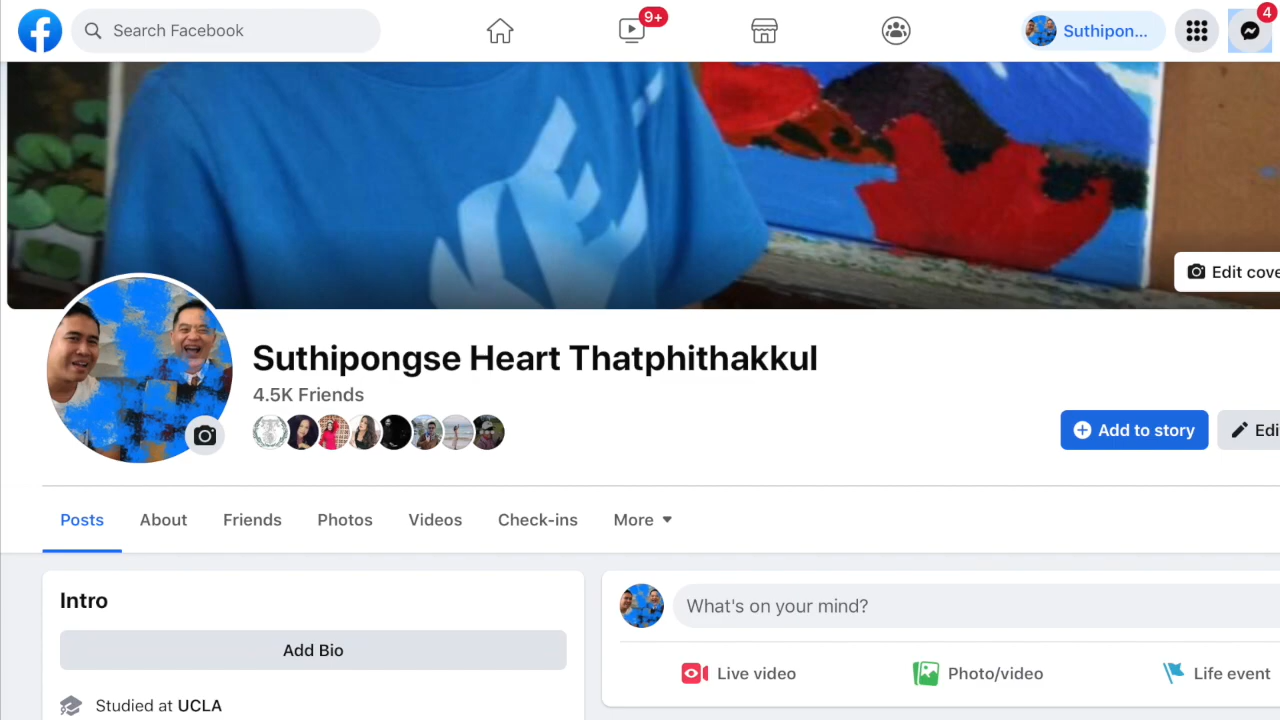 Search Facebook
9+
Suthipon...
4
Edit cove
Suthipongse Heart Thatphithakkul
4.5K Friends
Add to story
Edi
Posts About Friends Photos Videos Check-ins More
Intro
What's on your mind?
Add Bio
Live video Photo/video Life event
Studied at UCLA